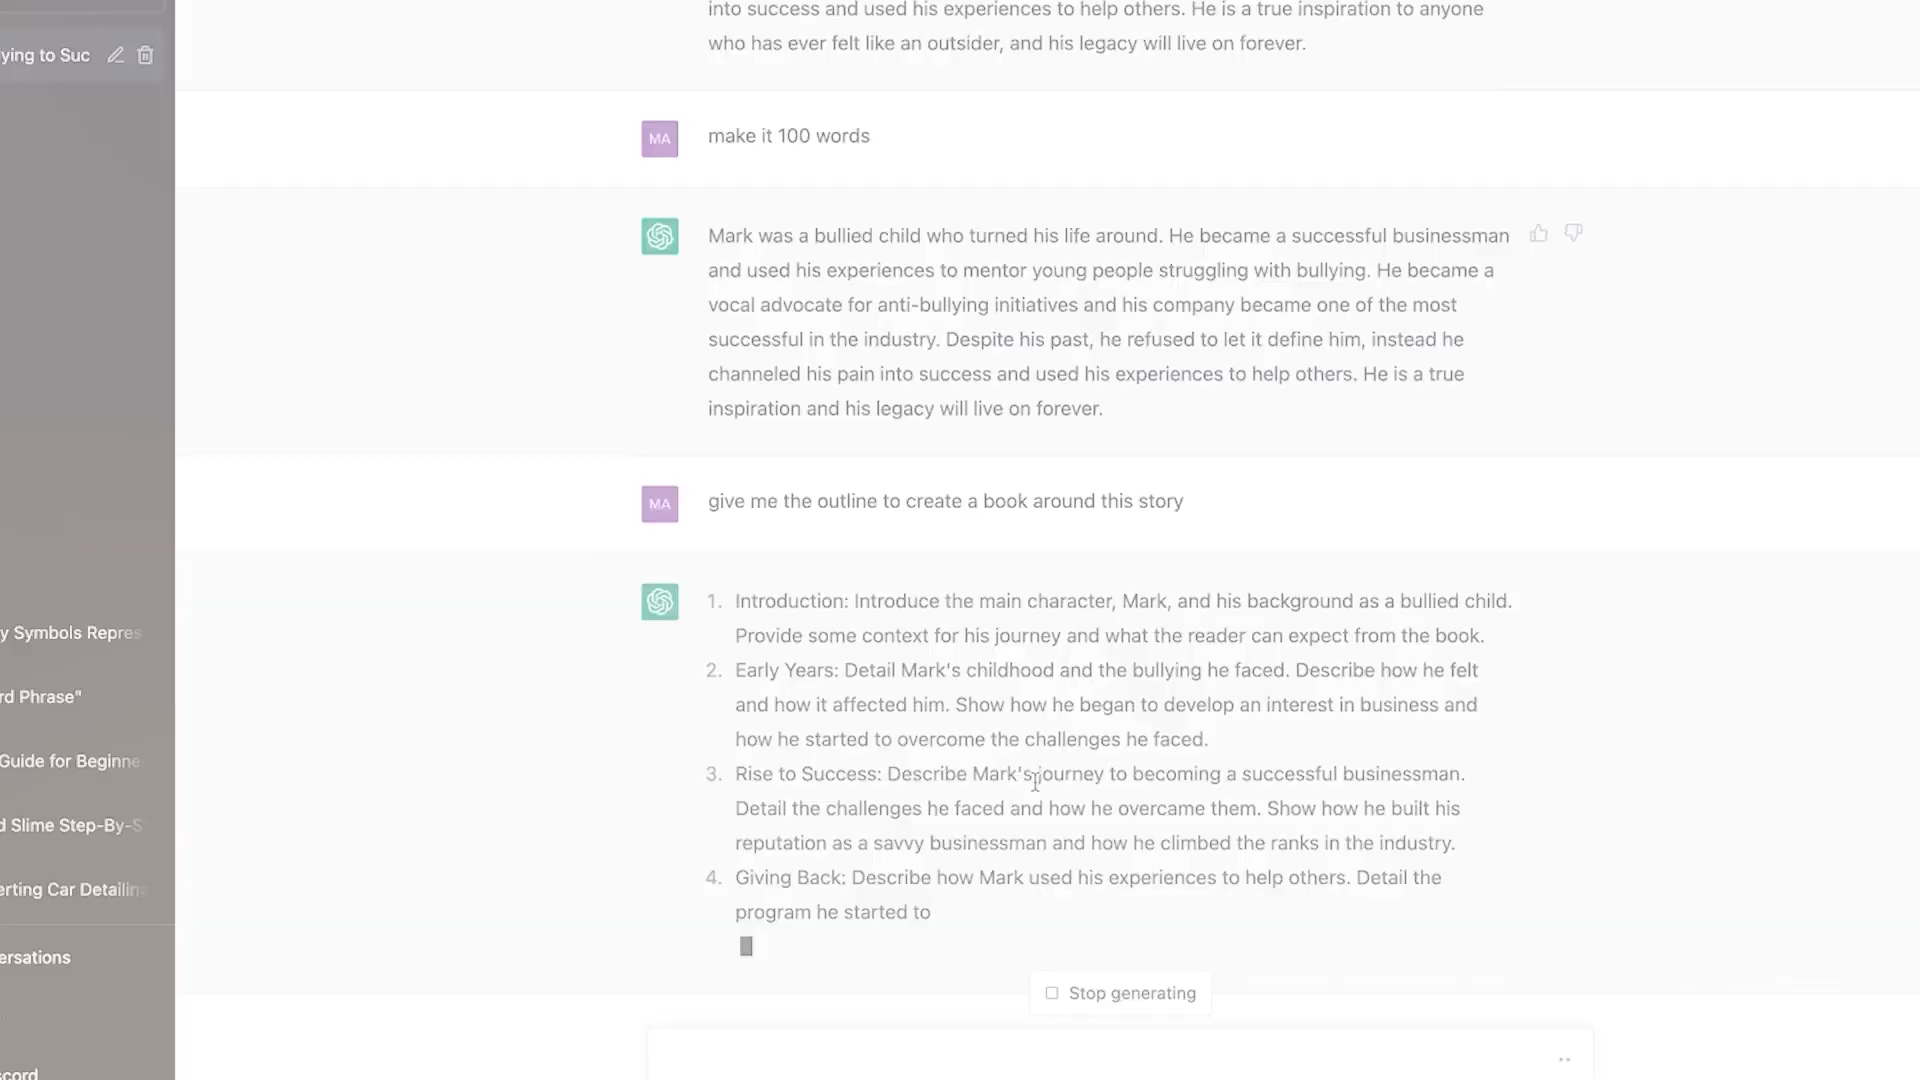 into success and used his experiences to help others. He is a true inspiration to anyone
who has ever felt like an outsider, and his legacy will live on forever.
ying to Suc
MA
make it 100 words
Mark was a bullied child who turned his life around. He became a successful businessman
and used his experiences to mentor young people struggling with bullying. He became a
vocal advocate for anti-bullying initiatives and his company became one of the most
successful in the industry. Despite his past, he refused to let it define him, instead he
channeled his pain into success and used his experiences to help others. He is a true
inspiration and his legacy will live on forever.
MA
give me the outline to create a book around this story
1. Introduction: Introduce the main character, Mark, and his background as a bullied child.
Provide some context for his journey and what the reader can expect from the book.
2. Early Years: Detail Mark's childhood and the bullying he faced. Describe how he felt
and how it affected him. Show how he began to develop an interest in business and
how he started to overcome the challenges he faced.
3. Rise to Success: Describe Mark's journey to becoming a successful businessman.
Detail the challenges he faced and how he overcame them. Show how he built his
reputation as a savvy businessman and how he climbed the ranks in the industry.
4. Giving Back: Describe how Mark used his experiences to help others. Detail the
program he started to
Stop generating
y Symbols Repres
rd Phrase"
Guide for Beginne
d Slime Step-By-S
erting Car Detailin
ersations
scord